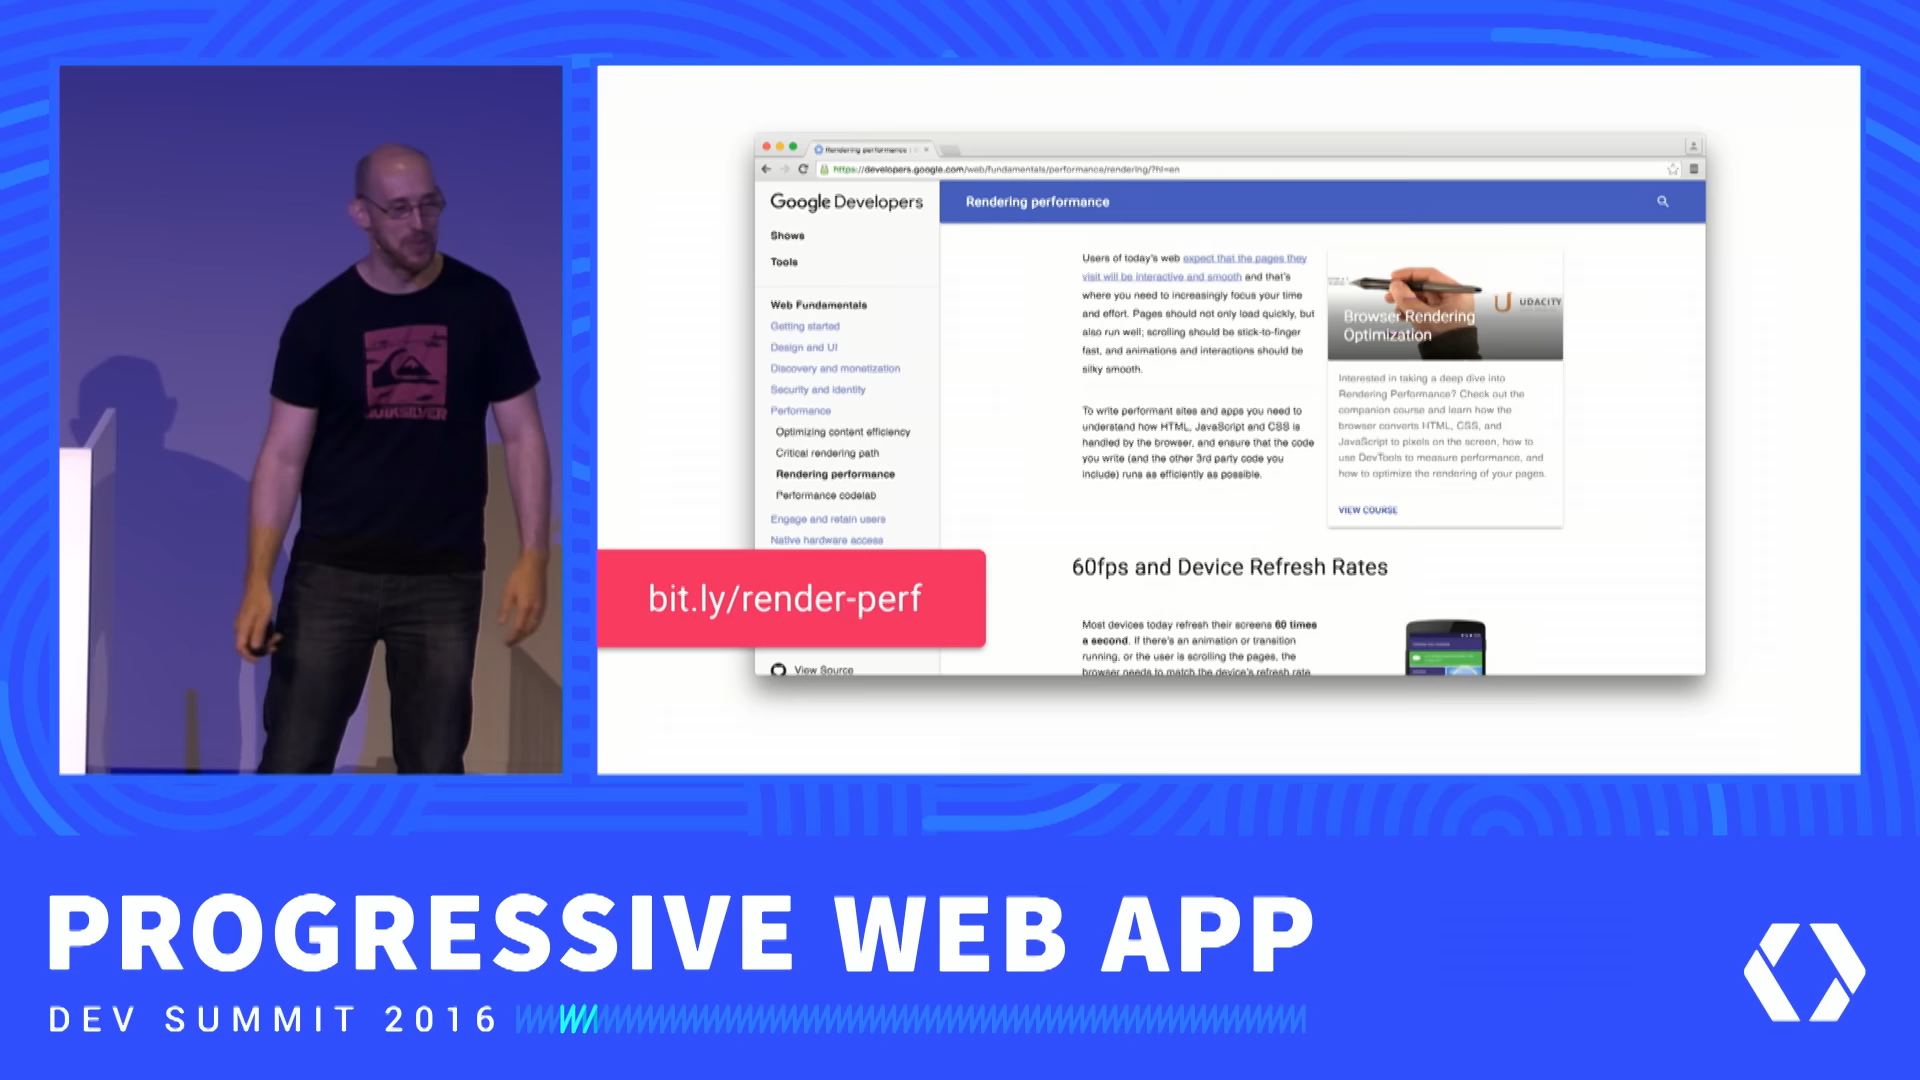 QUIKSILVER
Rendering performance
https://developers.google.com/web/fundamentals/performance/rendering/?hl=en
Google Developers
Shows
Tools
Web Fundamentals
Getting started
Design and UI
Discovery and monetization
Security and identity
Performance
Optimizing content efficiency
Critical rendering path
Rendering performance
Performance codelab
Engage and retain users
Native hardware access
View Source
Rendering performance
Users of today's web expect that the pages they
visit will be interactive and smooth and that's
where you need to increasingly focus your time
and effort. Pages should not only load quickly, but
also run well; scrolling should be stick-to-finger
fast, and animations and interactions should be
silky smooth.
To write performant sites and apps you need to
understand how HTML, JavaScript and CSS is
handled by the browser, and ensure that the code
you write (and the other 3rd party code you
include) runs as efficiently as possible.
UDACITY
Browser Rendering
Optimization
Interested in taking a deep dive into
Rendering Performance? Check out the
companion course and learn how the
browser converts HTML, CSS, and
JavaScript to pixels on the screen, how to
use DevTools to measure performance, and
how to optimize the rendering of your pages.
VIEW COURSE
60fps and Device Refresh Rates
Most devices today refresh their screens 60 times
a second. If there's an animation or transition
running, or the user is scrolling the pages, the
browser needs to match the device's refresh rate
bit.ly/render-perf
PROGRESSIVE WEB APP
DEV SUMMIT 2016